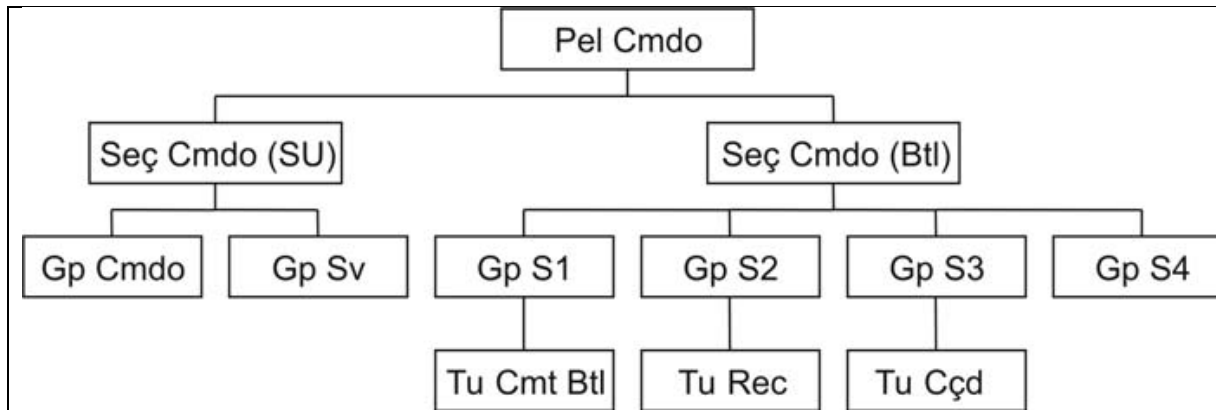 Pel Cmdo
Seç Cmdo (SU)
Seç Cmdo (Btl)
Gp Cmdo
Gp Sv
Gp S1
Gp S2
Gp S3
Gp S4
Tu Cmt Btl
Tu Rec
Tu Cçd